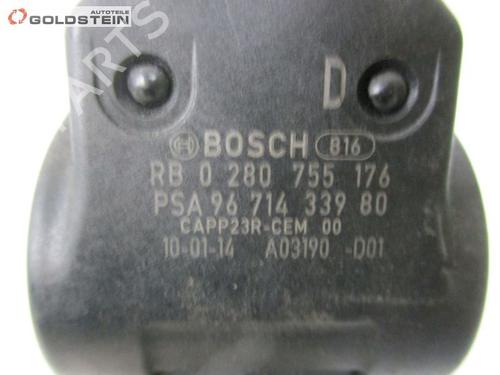 AUTOTEILE
GOLDSTEIN
PARTS
D
BOSCH 816
RB 0 280 755 176
PSA 96 714 339 80
CAPP23R-CEM 00
10-01-14 A03190 -D01